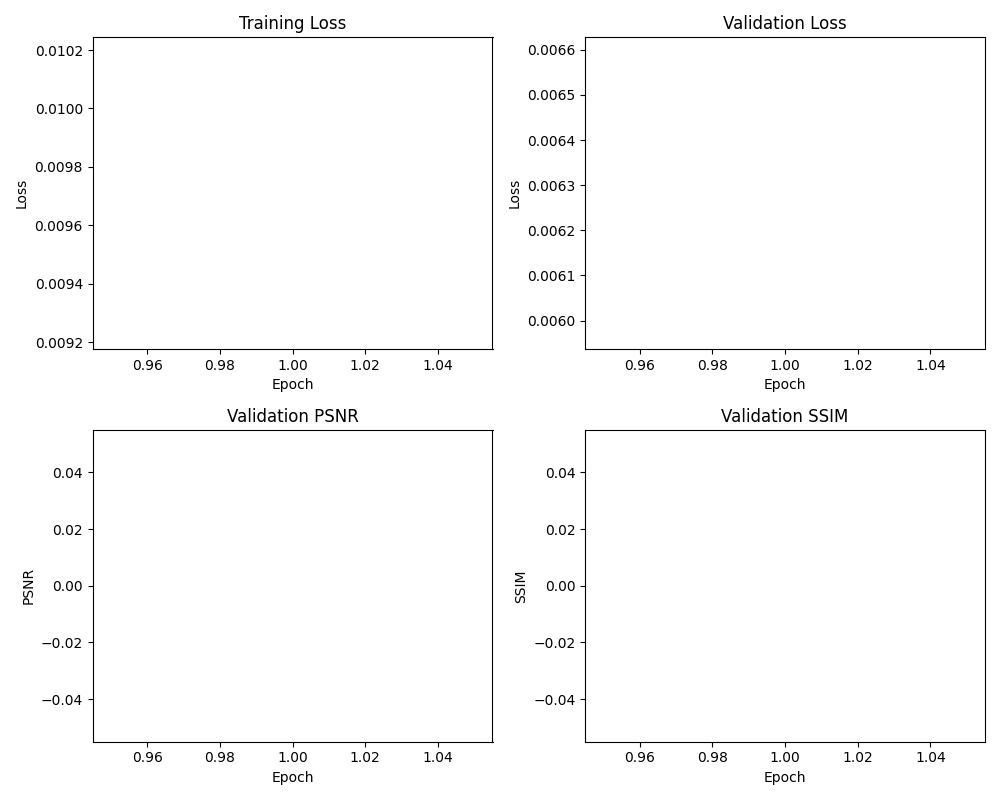 Training Loss
0.0102
0.0100
0.0098
0.0096
0.0094
0.0092
Loss
0.96 0.98 1.00 1.02 1.04
Epoch
Validation Loss
0.0066
0.0065
0.0064
0.0063
0.0062
0.0061
0.0060
Loss
0.96 0.98 1.00 1.02 1.04
Epoch
Validation PSNR
0.04
0.02
0.00
−0.02
−0.04
PSNR
0.96 0.98 1.00 1.02 1.04
Epoch
Validation SSIM
0.04
0.02
0.00
−0.02
−0.04
SSIM
0.96 0.98 1.00 1.02 1.04
Epoch